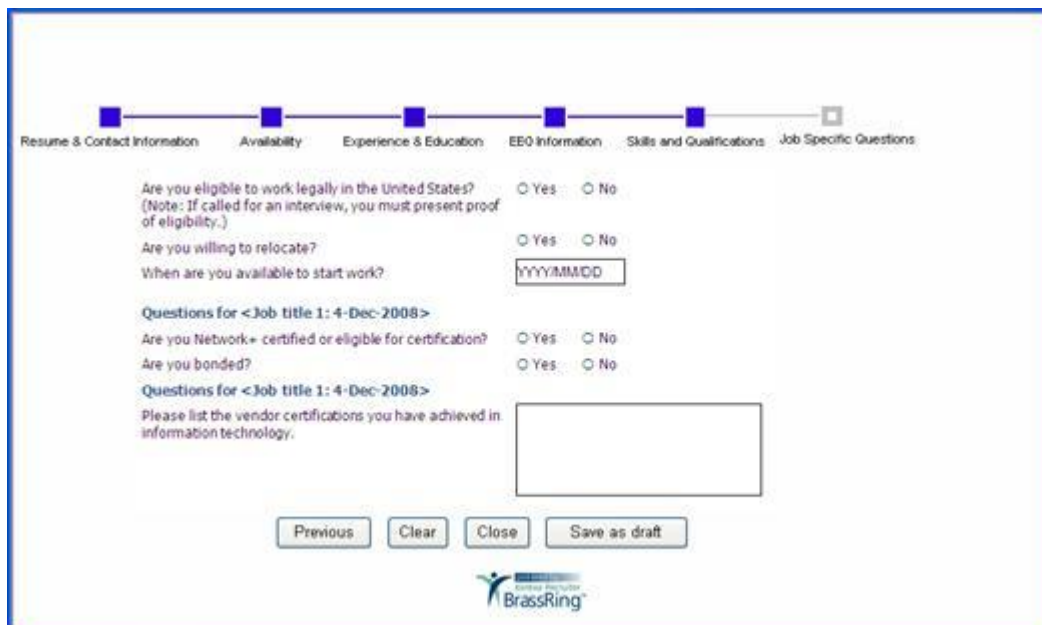 Resume & Contact Information Availability Experience & Education EEO Information Skills and Qualifications Job Specific Questions
Are you eligible to work legally in the United States? Yes No
(Note: If called for an interview, you must present proof
of eligibility.)
Are you willing to relocate? Yes No
When are you available to start work? YYYY/MM/DD
Questions for <Job title 1: 4-Dec-2008>
Are you Network+ certified or eligible for certification? Yes No
Are you bonded? Yes No
Questions for <Job title 1: 4-Dec-2008>
Please list the vendor certifications you have achieved in
information technology.
Previous Clear Close Save as draft
BrassRing